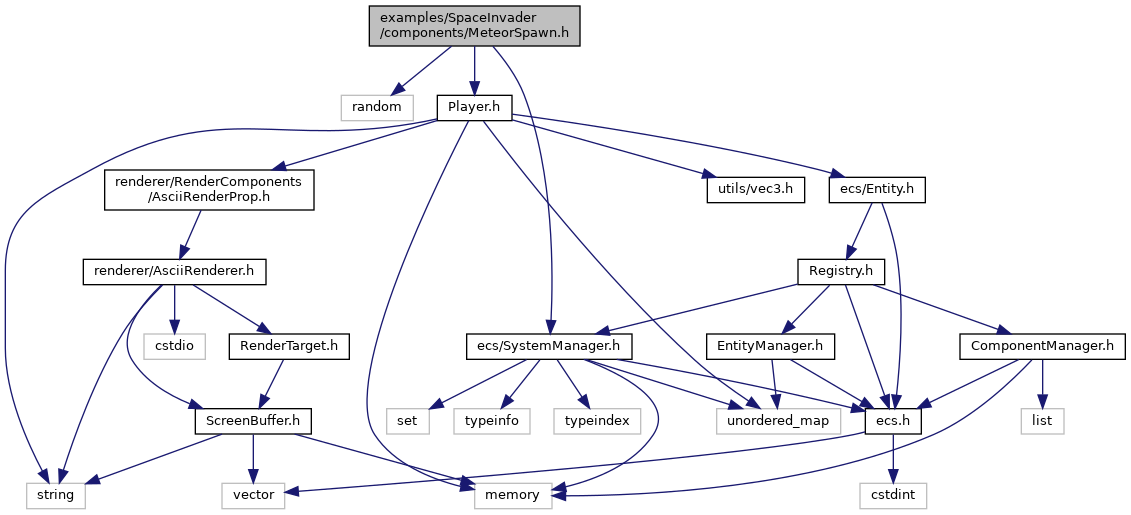 examples/SpaceInvader
/components/MeteorSpawn.h
random
Player.h
renderer/RenderComponents
/AsciiRenderProp.h
utils/vec3.h
ecs/Entity.h
renderer/AsciiRenderer.h
Registry.h
cstdio
RenderTarget.h
ecs/SystemManager.h
EntityManager.h
ComponentManager.h
ScreenBuffer.h
set
typeinfo
typeindex
unordered_map
ecs.h
list
string
vector
memory
cstdint